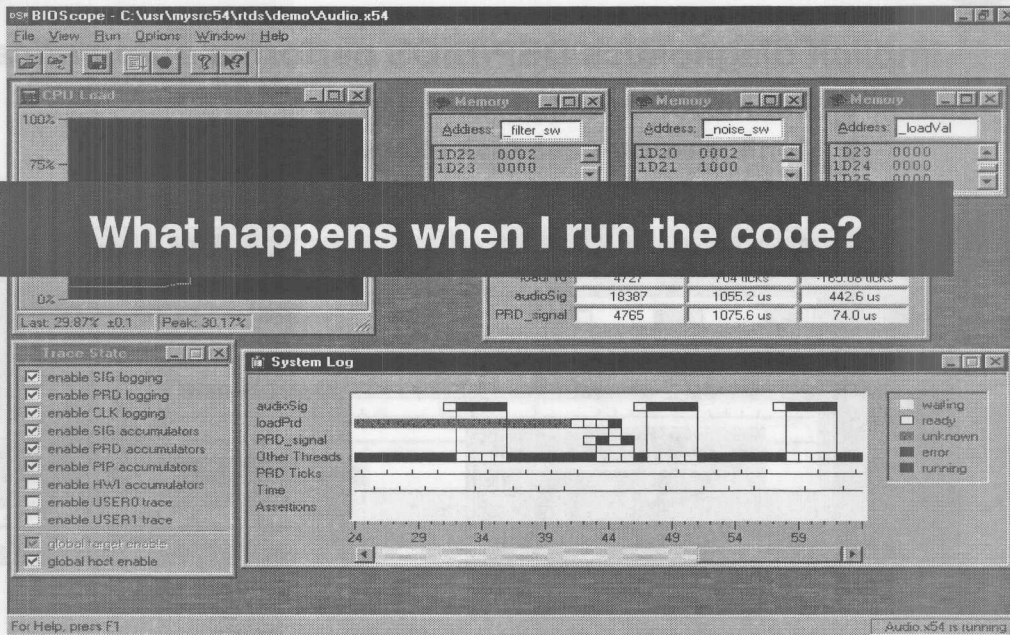 DSP BIOScope - C:\usr\mysrc54\rtds\demo\Audio.x54
File View Run Options Window Help
CPU Load
100%
75%
0%
Last: 29.87% ±0.1 Peak: 30.17%
Memory
Address: _filter_sw
1D22 0002
1D23 0000
Memory
Address: _noise_sw
1D20 0002
1D21 1000
Memory
Address: _loadVal
1D23 0000
1D24 0000
1D25 0000
What happens when I run the code?
loadPrd 4727 704 ticks -165.08 ticks
audioSig 18387 1055.2 us 442.6 us
PRD_signal 4765 1075.6 us 74.0 us
Trace State
enable SIG logging
enable PRD logging
enable CLK logging
enable SIG accumulators
enable PRD accumulators
enable PIP accumulators
enable HWI accumulators
enable USER0 trace
enable USER1 trace
global target enable
global host enable
System Log
audioSig
loadPrd
PRD_signal
Other Threads
PRD Ticks
Time
Assertions
24 29 34 39 44 49 54 59
waiting
ready
unknown
error
running
For Help, press F1
Audio.x54 is running